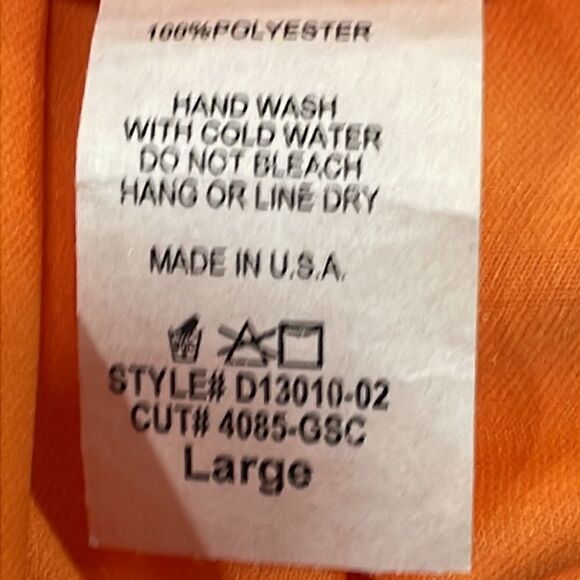 100%POLYESTER
HAND WASH
WITH COLD WATER
DO NOT BLEACH
HANG OR LINE DRY
MADE IN U.S.A.
STYLE# D13010-02
CUT# 4085-GSC
Large